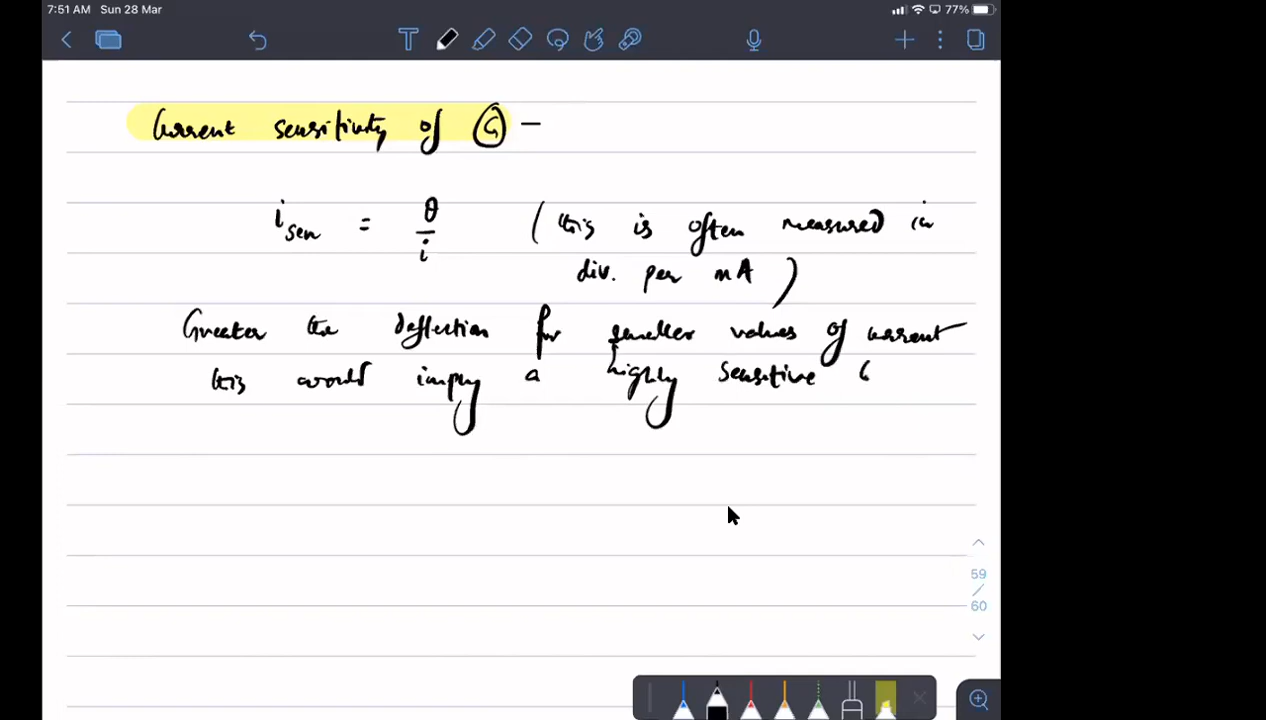 7:51 AM Sun 28 Mar
77%
Current sensitivity of G -
i sen = θ / i (this is often measured in
div. per mA)
Greater the deflection for smaller values of current
this would imply a highly sensitive (
59
/
60